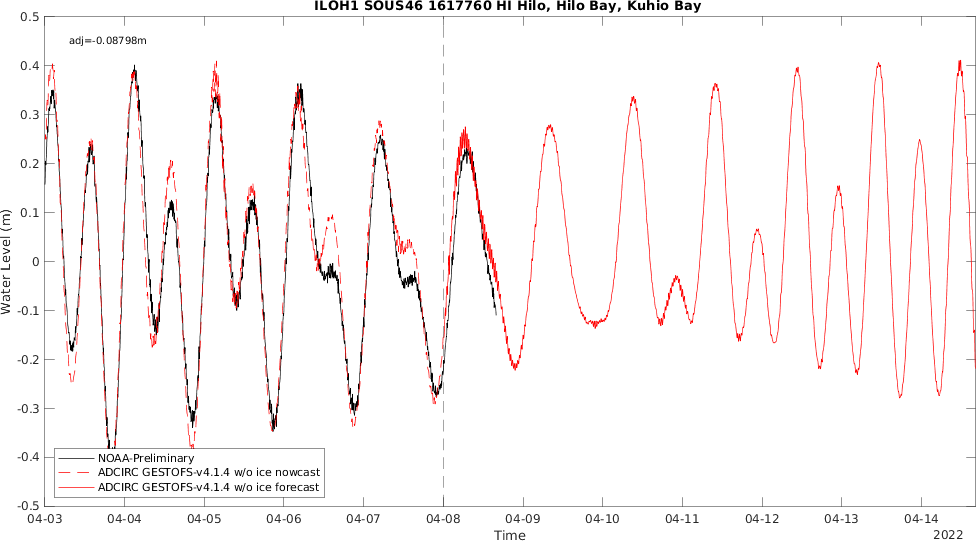 ILOH1 SOUS46 1617760 HI Hilo, Hilo Bay, Kuhio Bay
0.5
adj=-0.08798m
0.4
0.3
0.2
0.1
0
-0.1
-0.2
-0.3
-0.4
-0.5
Water Level (m)
NOAA-Preliminary
ADCIRC GESTOFS-v4.1.4 w/o ice nowcast
ADCIRC GESTOFS-v4.1.4 w/o ice forecast
04-03 04-04 04-05 04-06 04-07 04-08 04-09 04-10 04-11 04-12 04-13 04-14
Time
2022